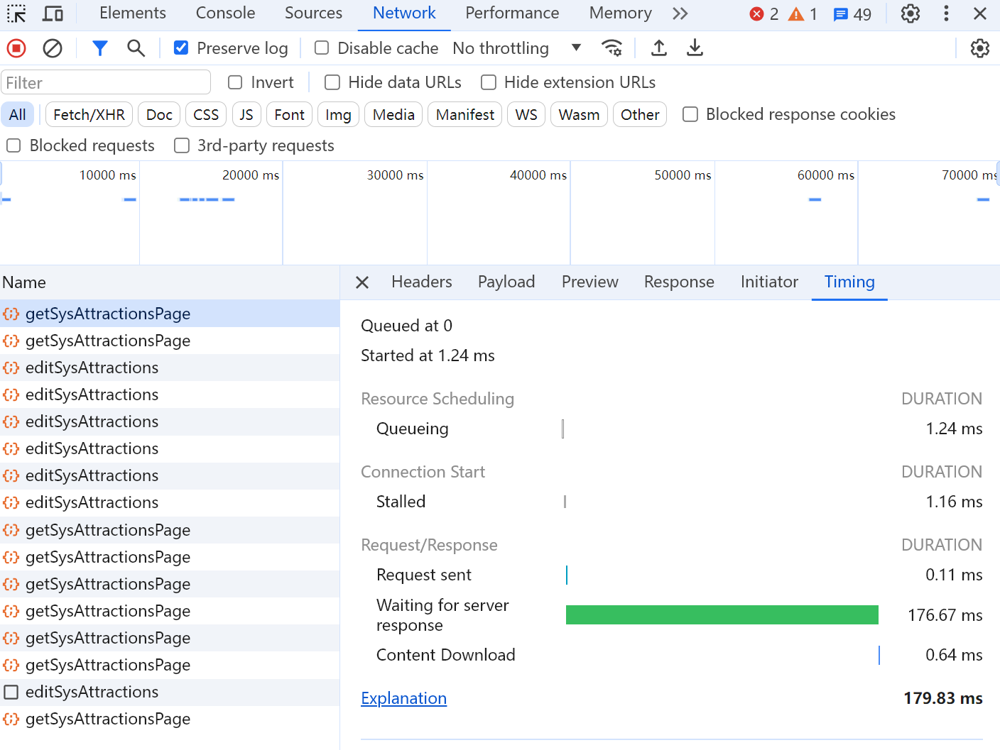 Elements Console Sources Network Performance Memory 2 1 49
Preserve log Disable cache No throttling
Filter Invert Hide data URLs Hide extension URLs
All Fetch/XHR Doc CSS JS Font Img Media Manifest WS Wasm Other Blocked response cookies
Blocked requests 3rd-party requests
10000 ms 20000 ms 30000 ms 40000 ms 50000 ms 60000 ms 70000 ms
Name
Headers Payload Preview Response Initiator Timing
getSysAttractionsPage
getSysAttractionsPage
editSysAttractions
editSysAttractions
editSysAttractions
editSysAttractions
editSysAttractions
editSysAttractions
getSysAttractionsPage
getSysAttractionsPage
getSysAttractionsPage
getSysAttractionsPage
getSysAttractionsPage
getSysAttractionsPage
editSysAttractions
getSysAttractionsPage
Queued at 0
Started at 1.24 ms
Resource Scheduling DURATION
Queueing 1.24 ms
Connection Start DURATION
Stalled 1.16 ms
Request/Response DURATION
Request sent 0.11 ms
Waiting for server
response 176.67 ms
Content Download 0.64 ms
Explanation 179.83 ms